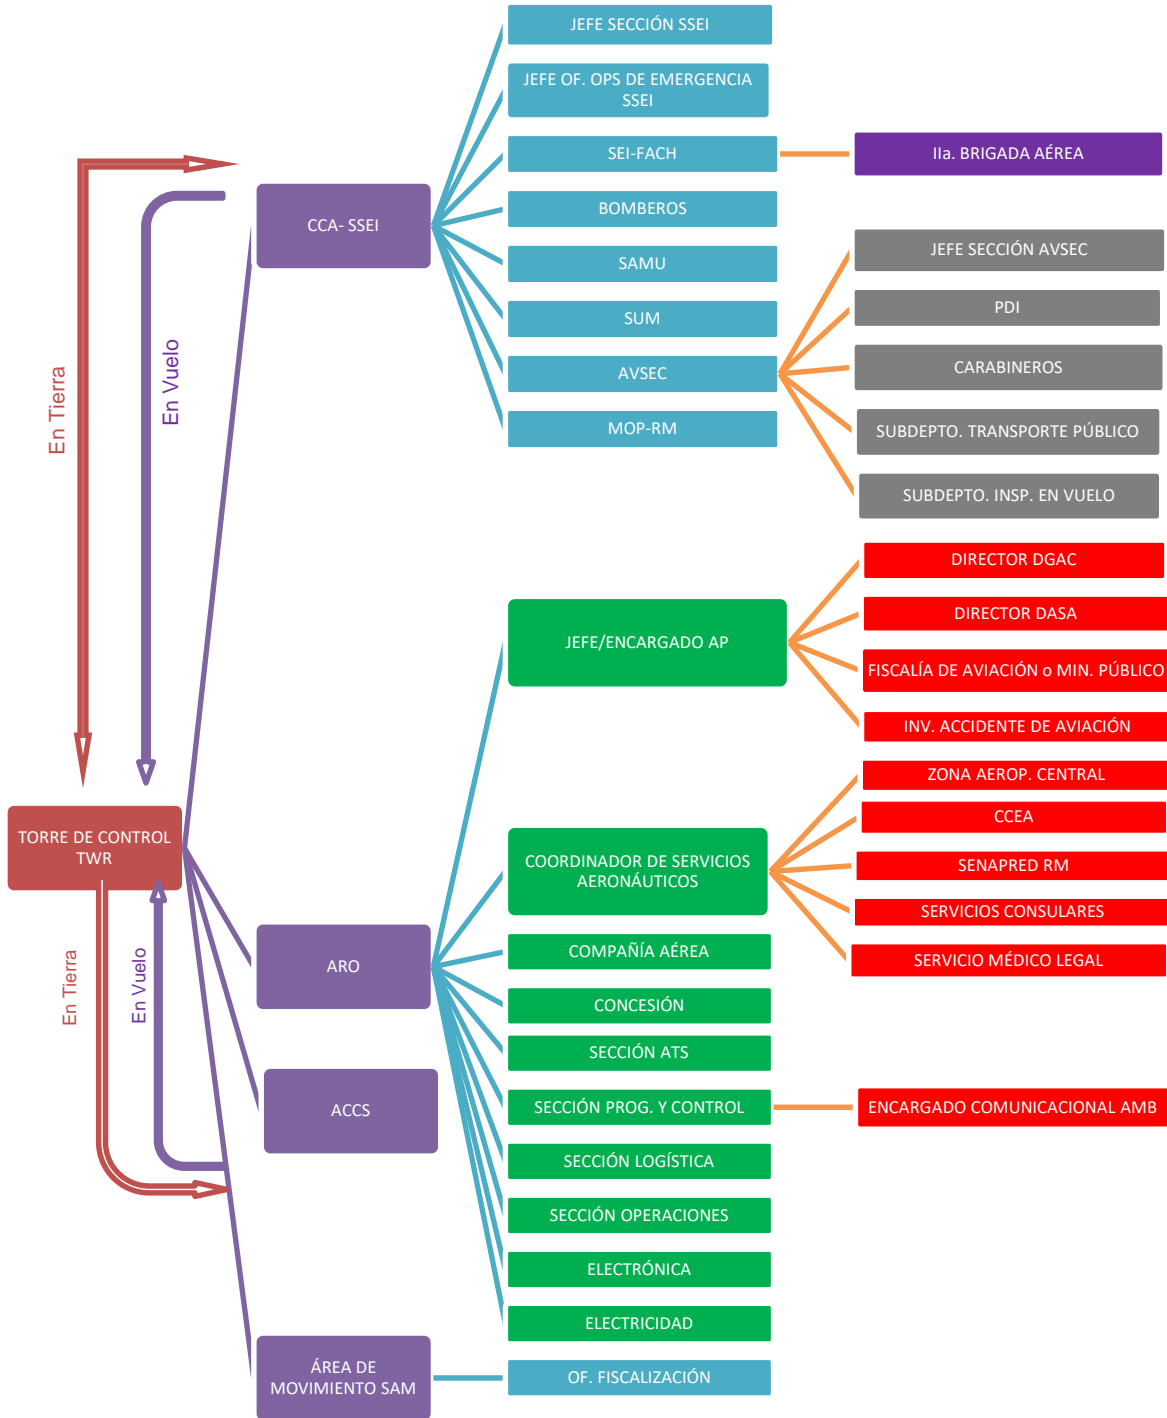 JEFE SECCIÓN SSEI
JEFE OF. OPS DE EMERGENCIA
SSEI
SEI-FACH
IIa. BRIGADA AÉREA
CCA- SSEI
BOMBEROS
SAMU
SUM
AVSEC
MOP-RM
JEFE SECCIÓN AVSEC
PDI
CARABINEROS
SUBDEPTO. TRANSPORTE PÚBLICO
SUBDEPTO. INSP. EN VUELO
En Tierra
En Vuelo
DIRECTOR DGAC
DIRECTOR DASA
JEFE/ENCARGADO AP
FISCALÍA DE AVIACIÓN o MIN. PÚBLICO
INV. ACCIDENTE DE AVIACIÓN
ZONA AEROP. CENTRAL
CCEA
TORRE DE CONTROL
TWR
COORDINADOR DE SERVICIOS
AERONÁUTICOS
SENAPRED RM
SERVICIOS CONSULARES
SERVICIO MÉDICO LEGAL
En Tierra
En Vuelo
ARO
COMPAÑÍA AÉREA
CONCESIÓN
SECCIÓN ATS
ACCS
SECCIÓN PROG. Y CONTROL
ENCARGADO COMUNICACIONAL AMB
SECCIÓN LOGÍSTICA
SECCIÓN OPERACIONES
ELECTRÓNICA
ELECTRICIDAD
ÁREA DE
MOVIMIENTO SAM
OF. FISCALIZACIÓN